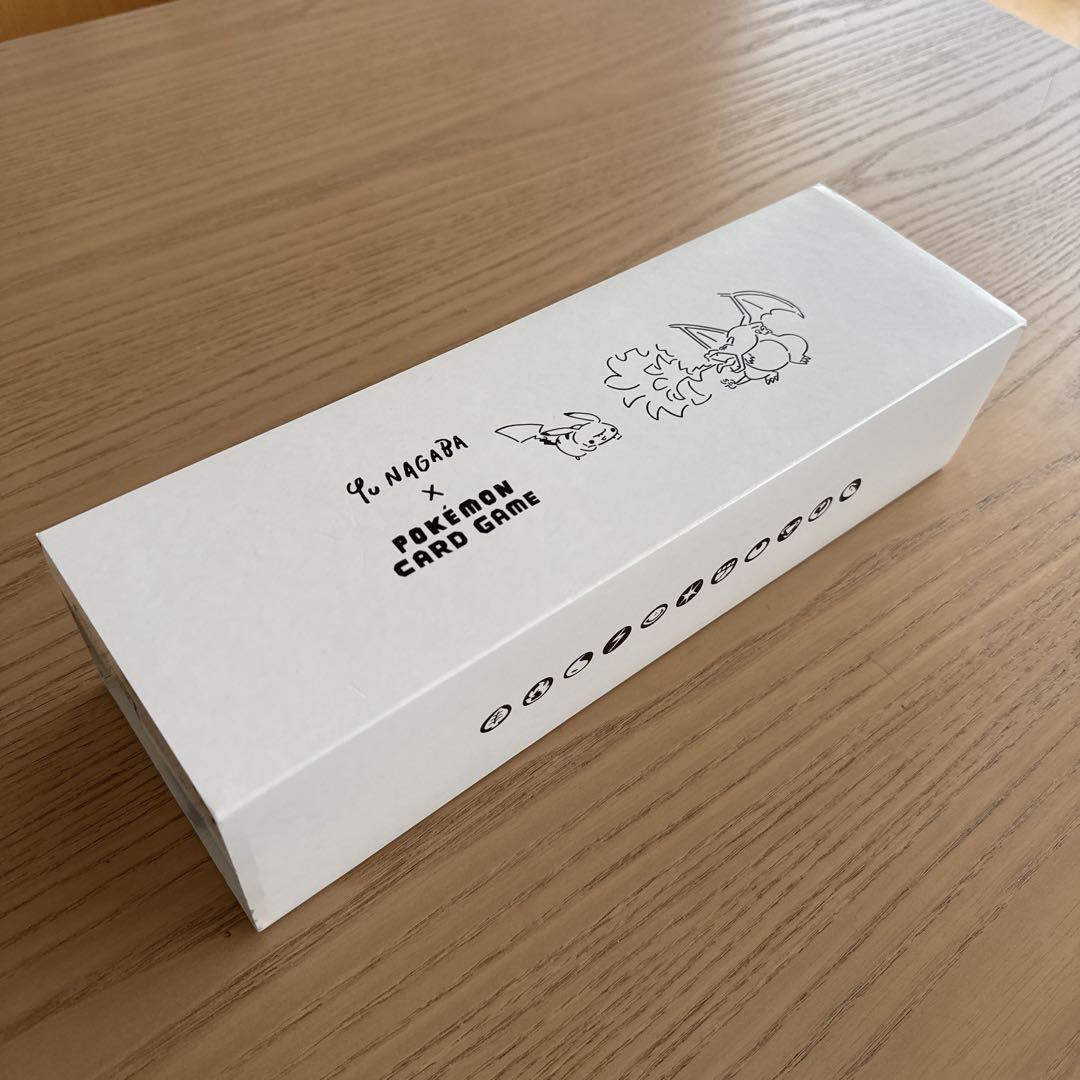 Yu NAGABA
×
POKÉMON
CARD GAME